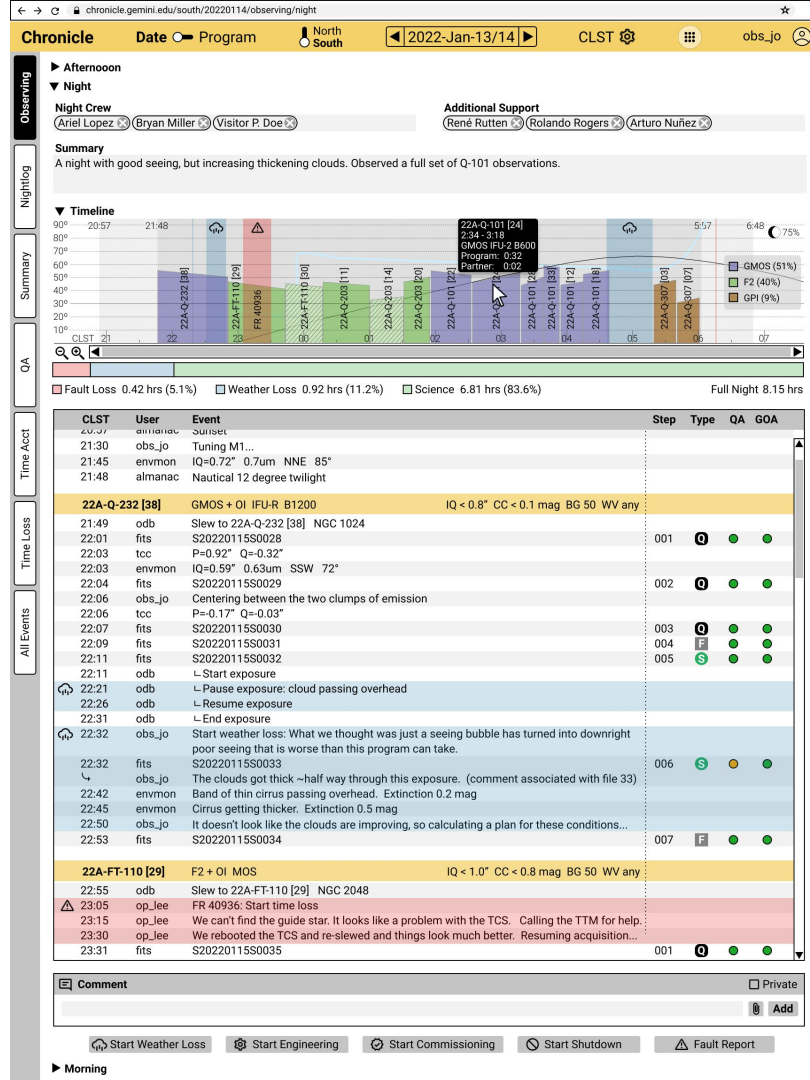 chronicle.gemini.edu/south/20220114/observing/night
Chronicle Date Program North South 2022-Jan-13/14 CLST obs_jo
Observing
Nightlog
Summary
QA
Time Acct
Time Loss
All Events
Afternooon
Night
Night Crew Additional Support
Ariel Lopez Bryan Miller Visitor P. Doe René Rutten Rolando Rogers Arturo Nuñez
Summary
A night with good seeing, but increasing thickening clouds. Observed a full set of Q-101 observations.
Timeline
90º 20:57 21:48 5:57 6:48 75%
80º
70º
60º
50º
40º
30º
20º
10º
22A-Q-101 [24]
2:34 - 3:18
GMOS IFU-2 B600
Program: 0:32
Partner: 0:02
GMOS (51%)
F2 (40%)
GPI (9%)
22A-Q-232 [38]
22A-FT-110 [29]
FR 40936
22A-FT-110 [30]
22A-Q-203 [11]
22A-Q-203 [14]
22A-Q-203 [20]
22A-Q-101 [22]
22A-Q-101 [28]
22A-Q-101 [33]
22A-Q-101 [12]
22A-Q-101 [18]
22A-Q-307 [03]
22A-Q-307 [07]
CLST 21 22 23 00 01 02 03 04 05 06 07
Fault Loss 0.42 hrs (5.1%) Weather Loss 0.92 hrs (11.2%) Science 6.81 hrs (83.6%) Full Night 8.15 hrs
CLST User Event Step Type QA GOA
20:57 almanac Sunset
21:30 obs_jo Tuning M1...
21:45 envmon IQ=0.72” 0.7um NNE 85°
21:48 almanac Nautical 12 degree twilight
22A-Q-232 [38] GMOS + OI IFU-R B1200 IQ < 0.8” CC < 0.1 mag BG 50 WV any
21:49 odb Slew to 22A-Q-232 [38] NGC 1024
22:01 fits S20220115S0028 001 Q
22:03 tcc P=0.92” Q=-0.32”
22:03 envmon IQ=0.59” 0.63um SSW 72°
22:04 fits S20220115S0029 002 Q
22:06 obs_jo Centering between the two clumps of emission
22:06 tcc P=-0.17” Q=-0.03”
22:07 fits S20220115S0030 003 Q
22:09 fits S20220115S0031 004 F
22:11 fits S20220115S0032 005 S
22:11 odb Start exposure
22:21 odb Pause exposure: cloud passing overhead
22:26 odb Resume exposure
22:31 odb End exposure
22:32 obs_jo Start weather loss: What we thought was just a seeing bubble has turned into downright
poor seeing that is worse than this program can take.
22:32 fits S20220115S0033 006 S
obs_jo The clouds got thick ~half way through this exposure. (comment associated with file 33)
22:42 envmon Band of thin cirrus passing overhead. Extinction 0.2 mag
22:45 envmon Cirrus getting thicker. Extinction 0.5 mag
22:50 obs_jo It doesn't look like the clouds are improving, so calculating a plan for these conditions...
22:53 fits S20220115S0034 007 F
22A-FT-110 [29] F2 + OI MOS IQ < 1.0” CC < 0.8 mag BG 50 WV any
22:55 odb Slew to 22A-FT-110 [29] NGC 2048
23:05 op_lee FR 40936: Start time loss
23:15 op_lee We can't find the guide star. It looks like a problem with the TCS. Calling the TTM for help.
23:30 op_lee We rebooted the TCS and re-slewed and things look much better. Resuming acquisition...
23:31 fits S20220115S0035 001 Q
Comment Private
Add
Start Weather Loss Start Engineering Start Commissioning Start Shutdown Fault Report
Morning